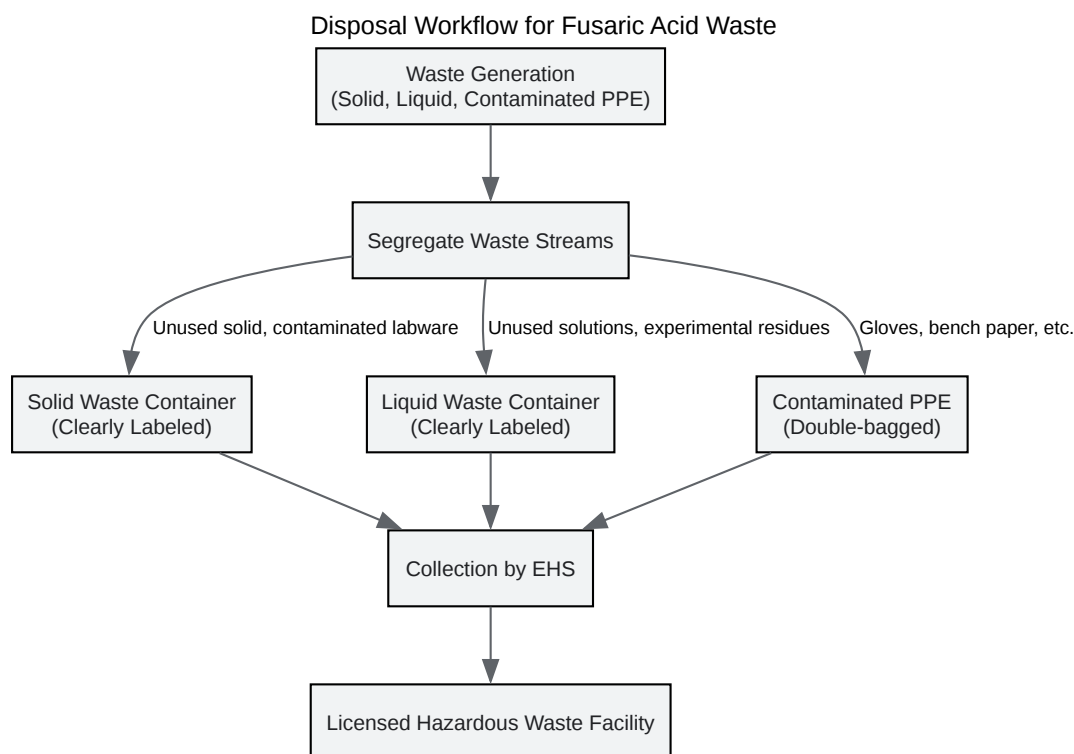 Disposal Workflow for Fusaric Acid Waste
Waste Generation
(Solid, Liquid, Contaminated PPE)
Segregate Waste Streams
Unused solid, contaminated labware
Unused solutions, experimental residues
Gloves, bench paper, etc.
Solid Waste Container
(Clearly Labeled)
Liquid Waste Container
(Clearly Labeled)
Contaminated PPE
(Double-bagged)
Collection by EHS
Licensed Hazardous Waste Facility